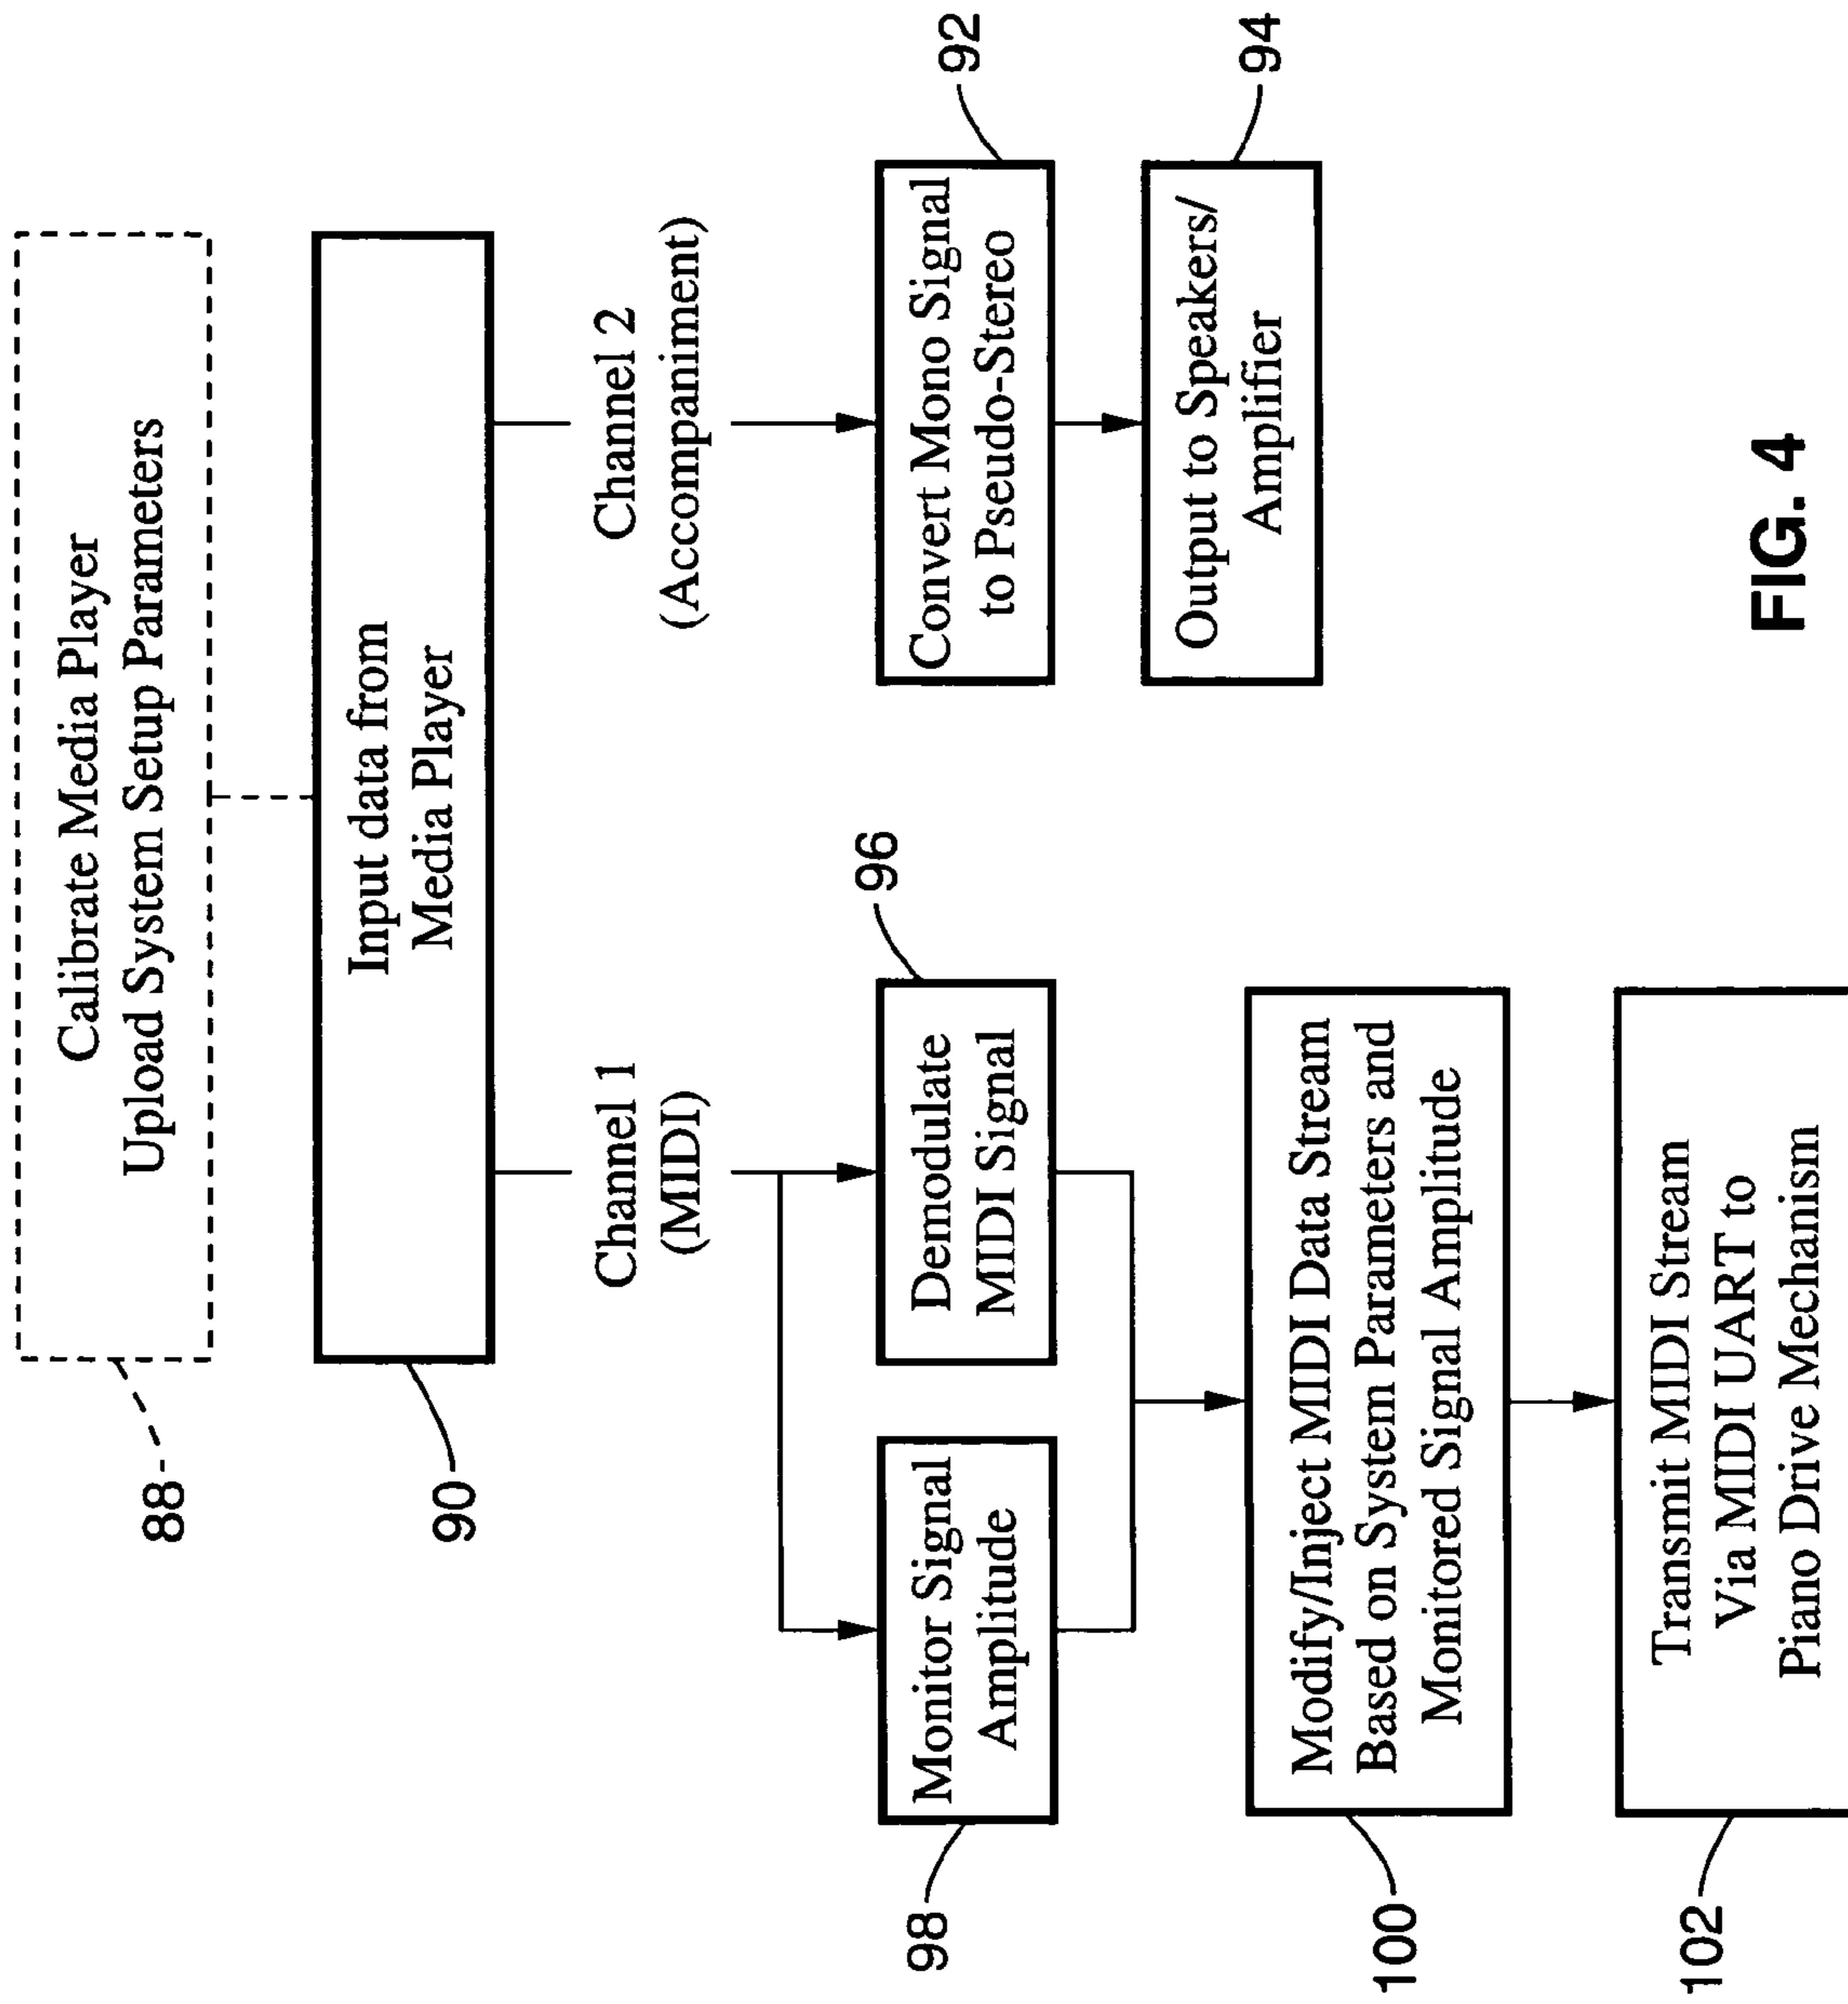 Calibrate Media Player
Upload System Setup Parameters
88
Input data from
Media Player
90
Channel 1
(MIDI)
Channel 2
(Accompaniment)
Monitor Signal
Amplitude
98
Demodulate
MIDI Signal
96
Convert Mono Signal
to Pseudo-Stereo
92
Output to Speakers/
Amplifier
94
Modify/Inject MIDI Data Stream
Based on System Parameters and
Monitored Signal Amplitude
100
Transmit MIDI Stream
Via MIDI UART to
Piano Drive Mechanism
102
FIG. 4